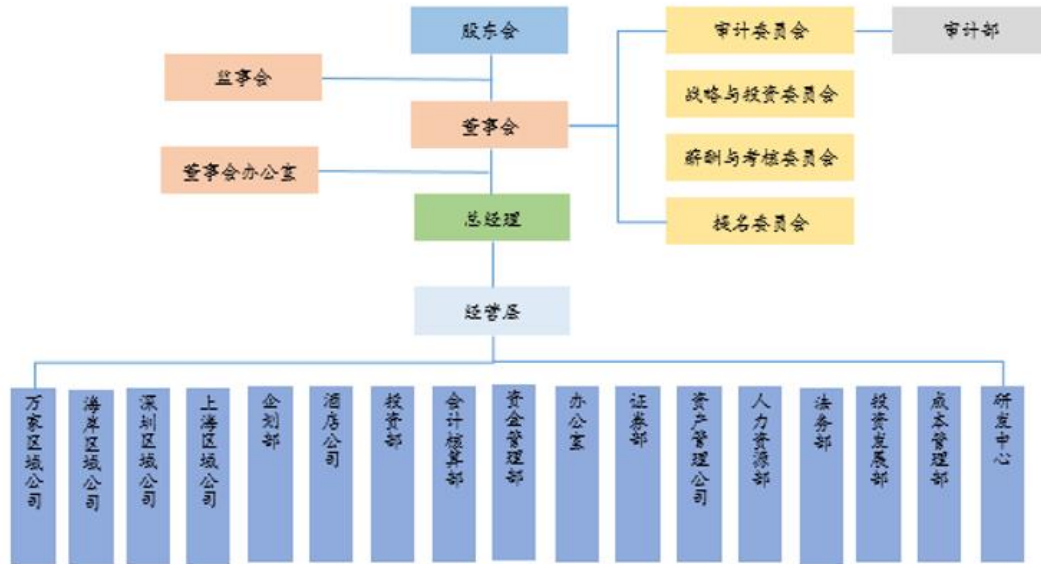 股东会
审计委员会
审计部
监事会
战略与投资委员会
董事会
薪酬与考核委员会
董事会办公室
总经理
提名委员会
经营层
万家区域公司
海岸区域公司
深圳区域公司
上海区域公司
企划部
酒店公司
投资部
会计核算部
资金管理部
办公室
证券部
资产管理公司
人力资源部
法务部
投资发展部
成本管理部
研发中心